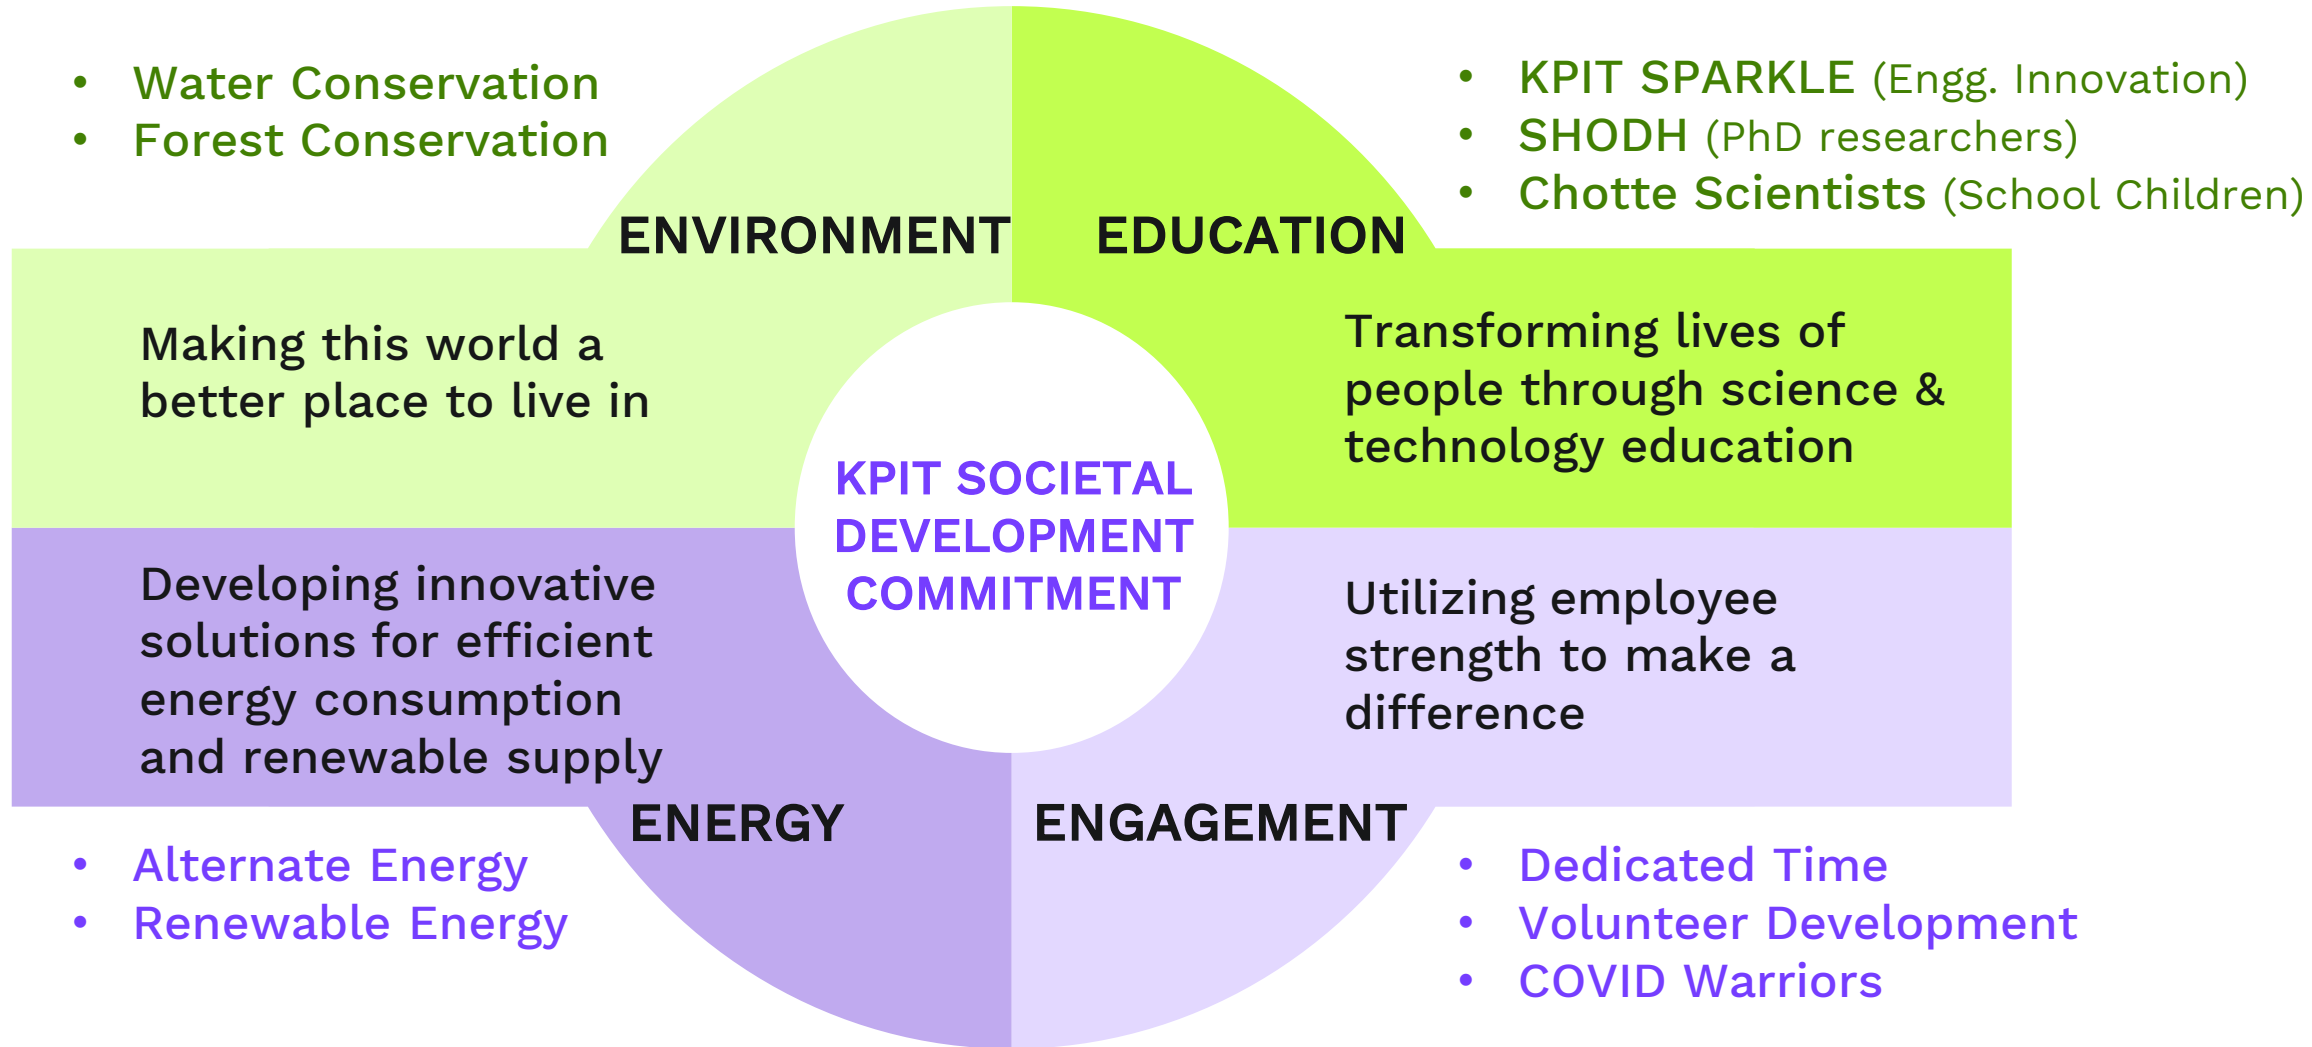 • Water Conservation
• Forest Conservation
ENVIRONMENT
Making this world a
better place to live in
• KPIT SPARKLE (Engg. Innovation)
• SHODH (PhD researchers)
• Chotte Scientists (School Children)
EDUCATION
Transforming lives of
people through science &
technology education
KPIT SOCIETAL
DEVELOPMENT
COMMITMENT
Developing innovative
solutions for efficient
energy consumption
and renewable supply
ENERGY
• Alternate Energy
• Renewable Energy
Utilizing employee
strength to make a
difference
ENGAGEMENT
• Dedicated Time
• Volunteer Development
• COVID Warriors